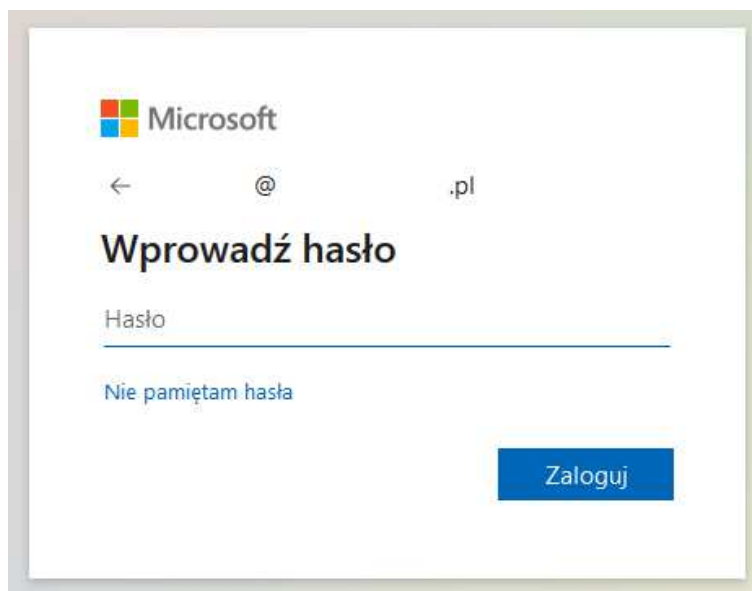 Microsoft
← @ .pl
Wprowadź hasło
Hasło
Nie pamiętam hasła
Zaloguj